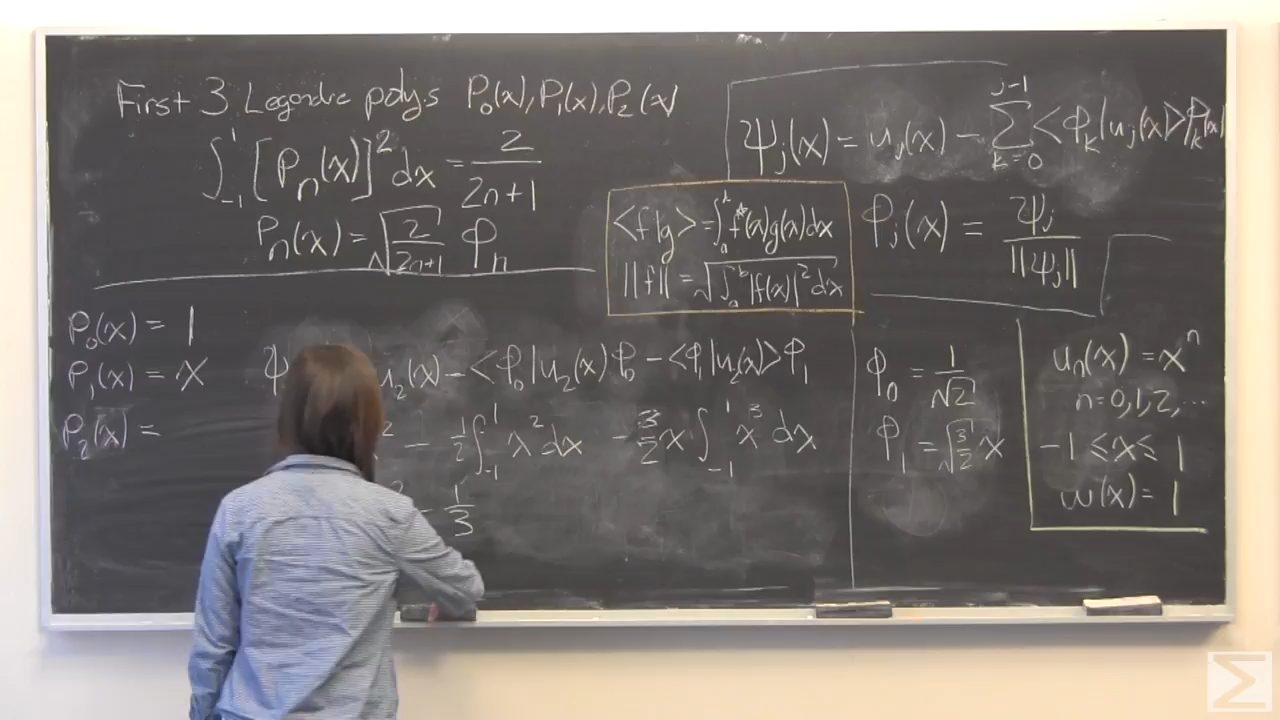 First 3 Legendre polys P₀(x), P₁(x), P₂(x)
∫₋₁¹ [Pₙ(x)]² dx = 2/(2n+1)
Pₙ(x) = √(2/(2n+1)) φₙ
ψⱼ(x) = uⱼ(x) − ∑ₖ₌₀ʲ⁻¹ <φₖ|uⱼ(x)>φₖ(x)
<f|g> = ∫ₐᵇ f*(x)g(x)dx
||f|| = √(∫ₐᵇ |f(x)|² dx)
φⱼ(x) = ψⱼ/||ψⱼ||
P₀(x) = 1
P₁(x) = x
P₂(x) =
ψ u₂(x) − <φ₀|u₂(x) φ₀ − <φ₁|u₂(x)>φ₁
² − 1/2 ∫₋₁¹ x² dx − 3/2 x ∫₋₁¹ x³ dx
² − 1/3
φ₀ = 1/√2
φ₁ = √(3/2) x
uₙ(x) = xⁿ
n = 0,1,2,...
−1 ≤ x ≤ 1
w(x) = 1
Σ